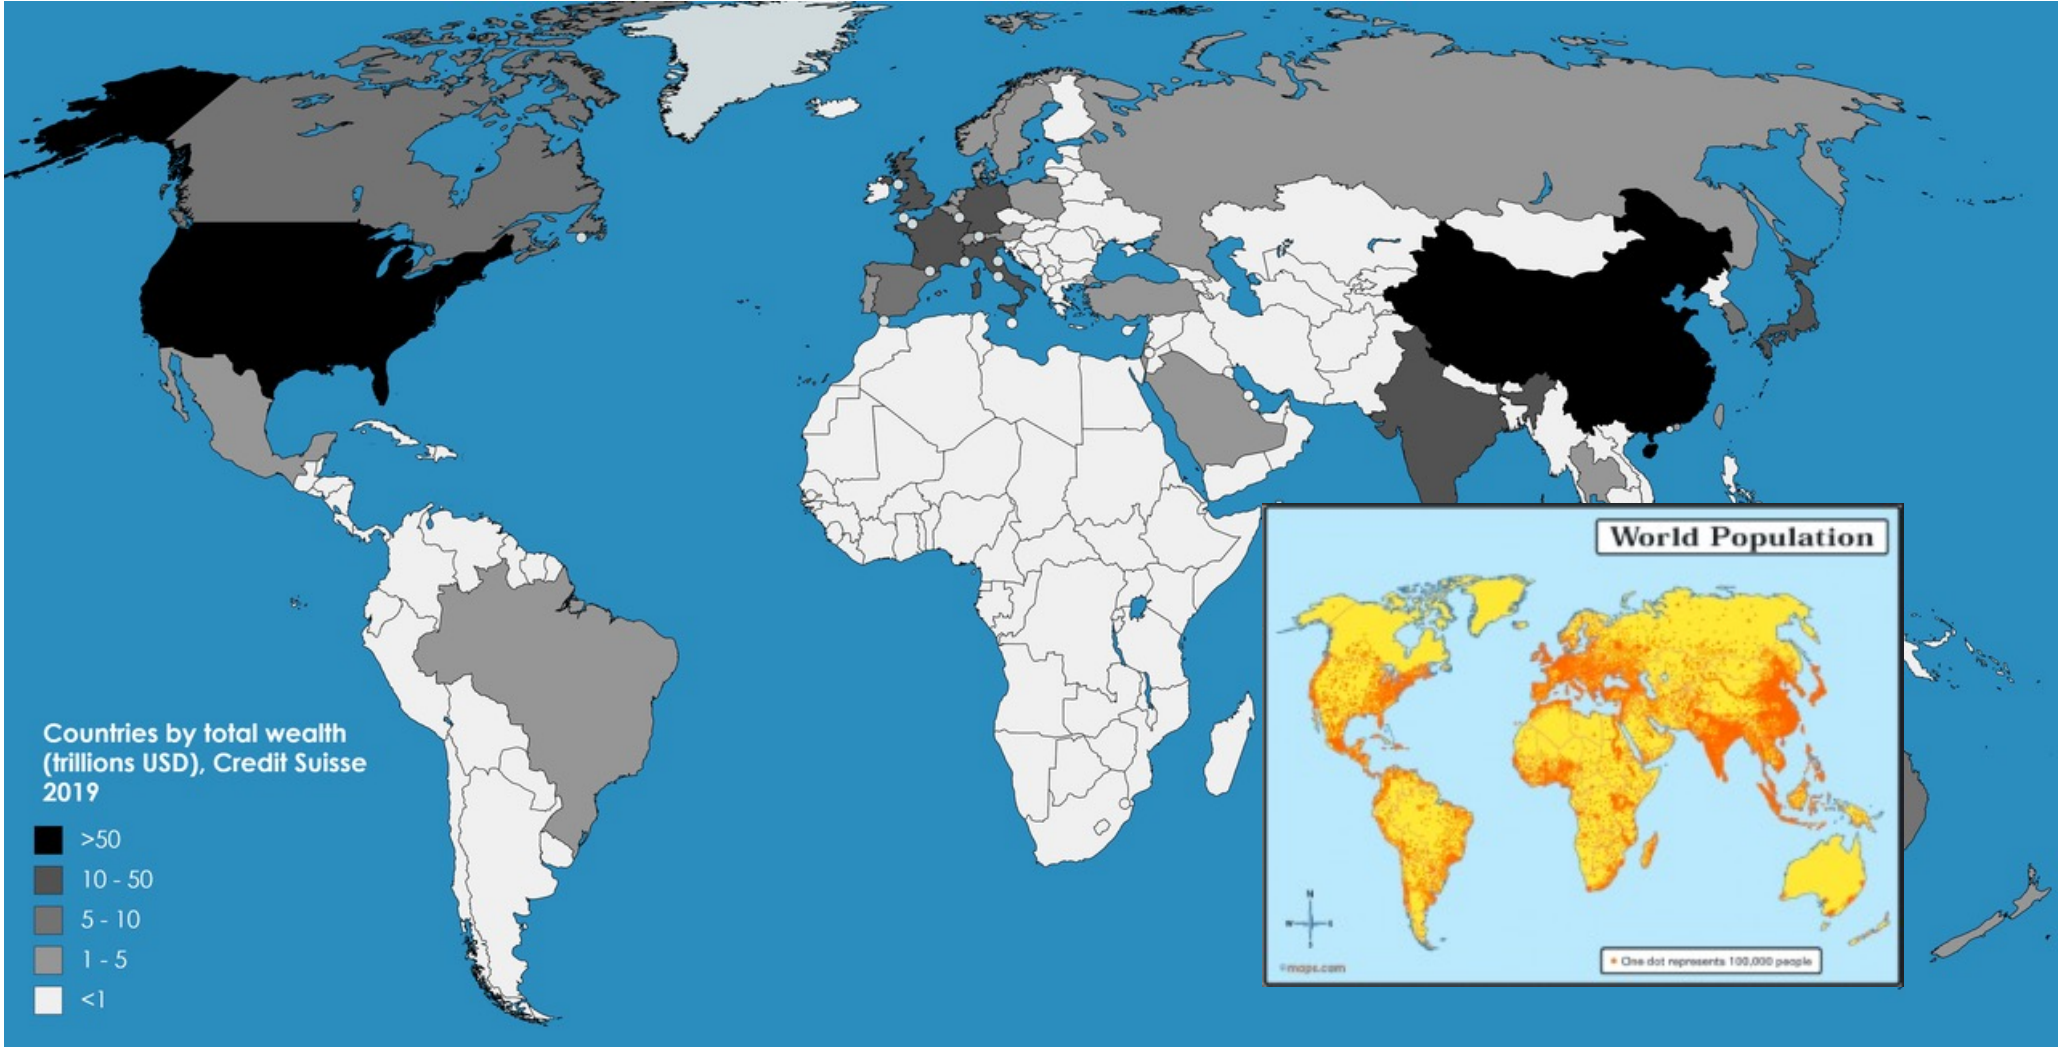 Countries by total wealth
(trillions USD), Credit Suisse
2019
>50
10 - 50
5 - 10
1 - 5
<1
World Population
N
W E
S
©maps.com
One dot represents 100,000 people